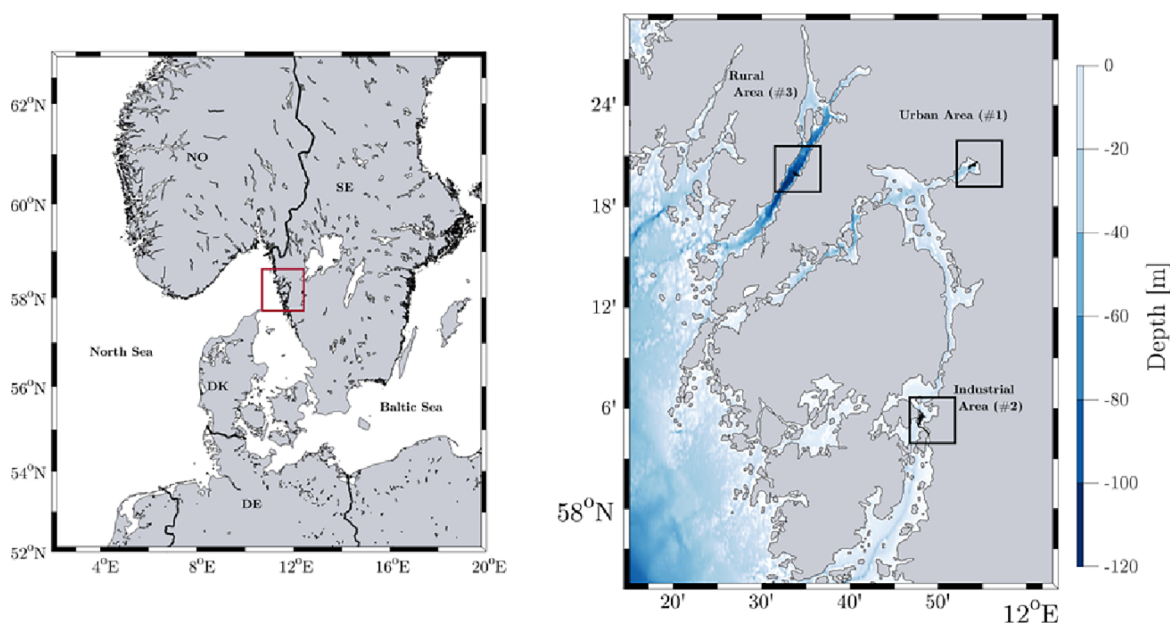 62°N
60°N
58°N
56°N
54°N
52°N
4°E
8°E
12°E
16°E
20°E
NO
SE
North Sea
DK
Baltic Sea
DE
24'
18'
12'
6'
58°N
20'
30'
40'
50'
12°E
Rural
Area (#3)
Urban Area (#1)
Industrial
Area (#2)
0
-20
-40
-60
-80
-100
-120
Depth [m]